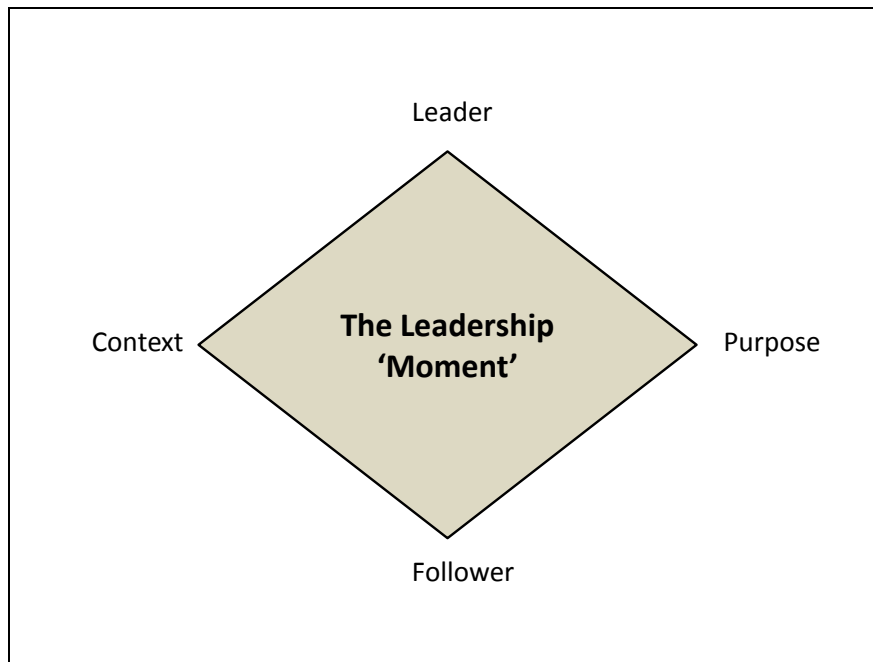 Leader
Context
The Leadership
‘Moment’
Purpose
Follower